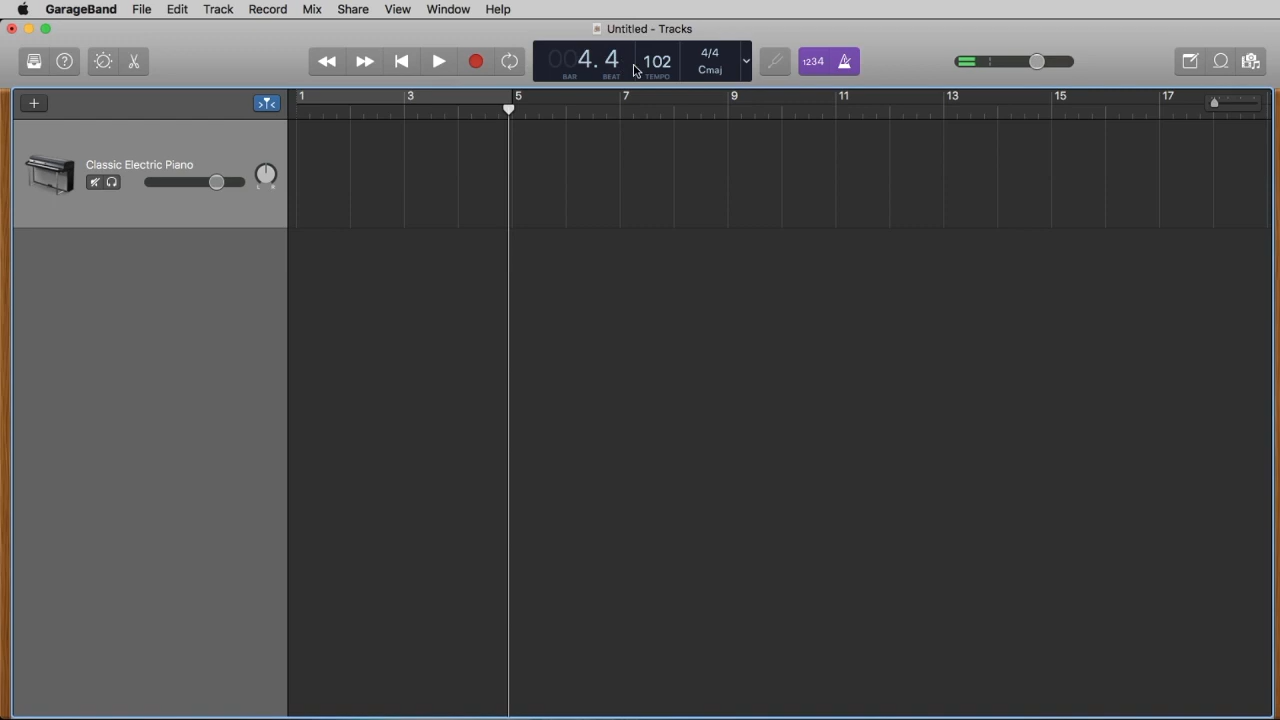 GarageBand File Edit Track Record Mix Share View Window Help
Untitled - Tracks
004. 4 102 4/4 Cmaj 1234
BAR BEAT TEMPO
1 3 5 7 9 11 13 15 17
Classic Electric Piano
L R